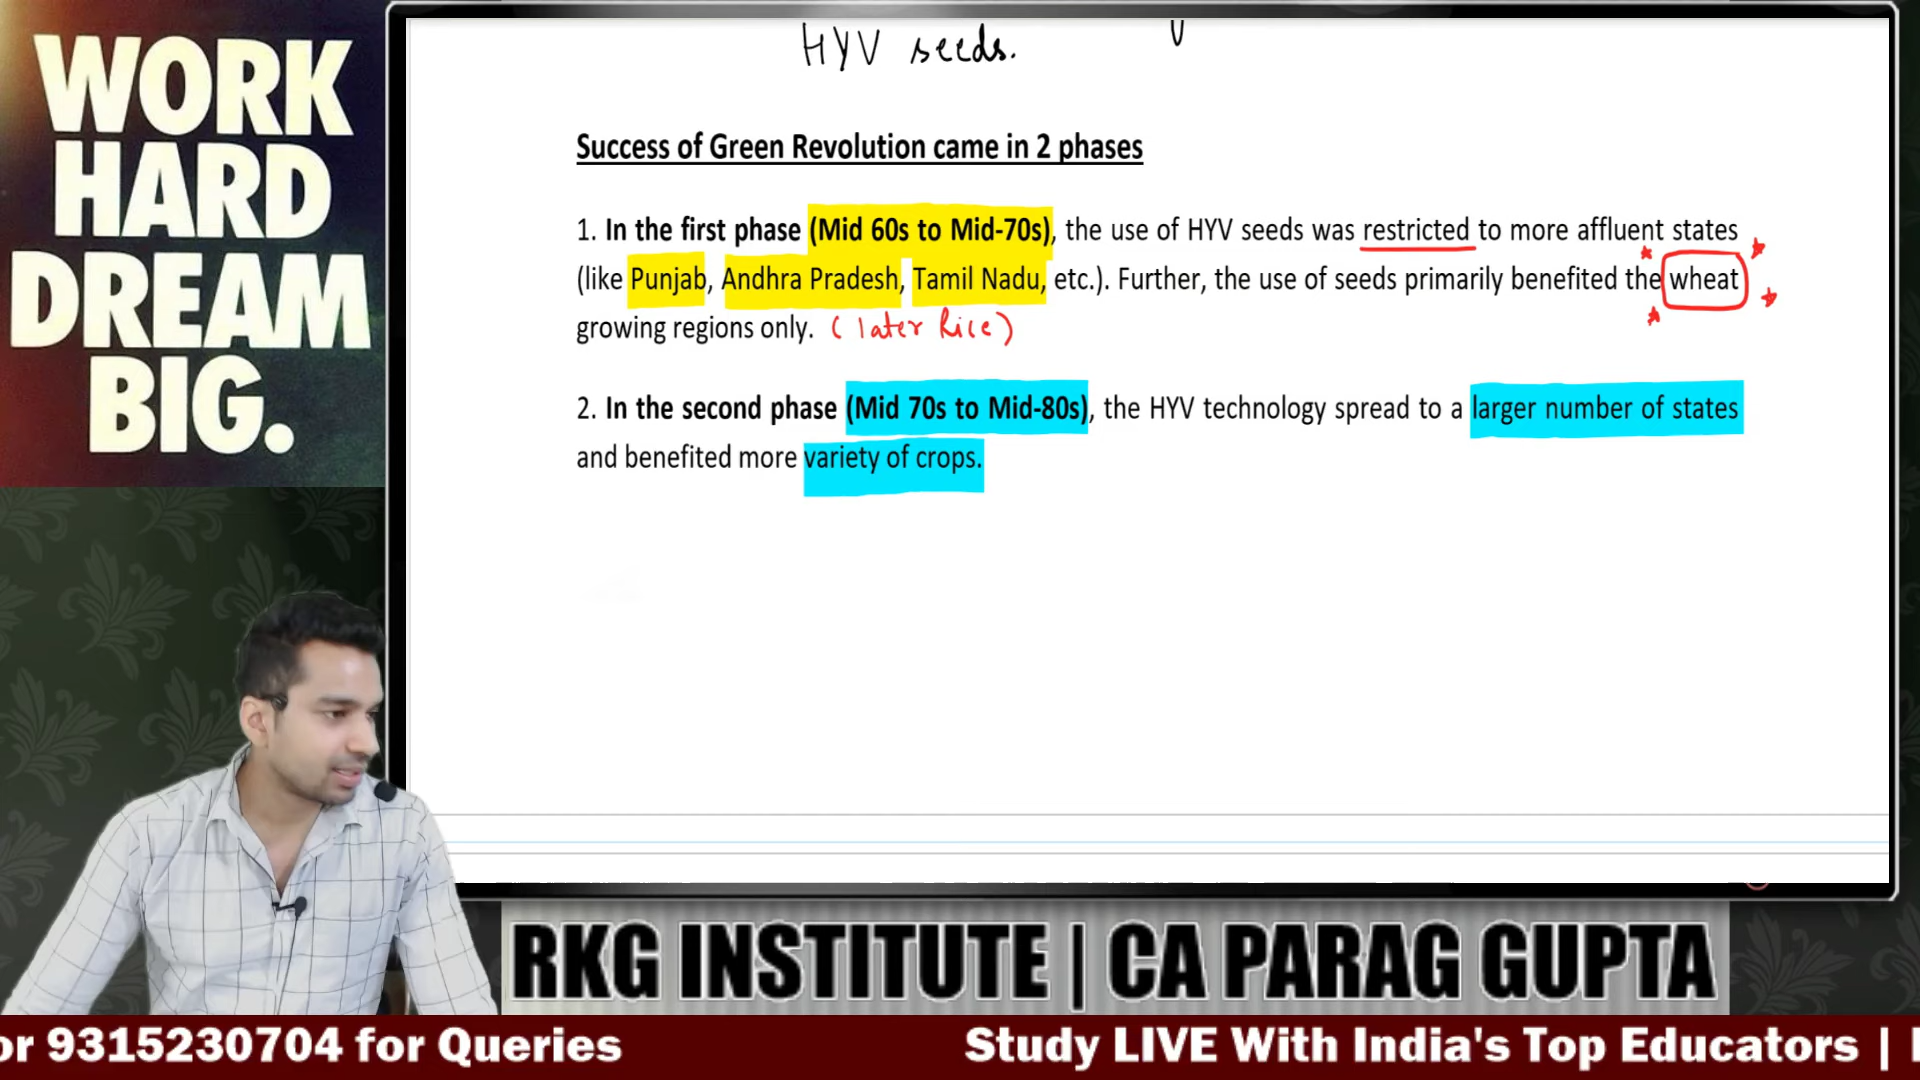 WORK
HARD
DREAM
BIG.
HYV seeds.
Success of Green Revolution came in 2 phases
1. In the first phase (Mid 60s to Mid-70s), the use of HYV seeds was restricted to more affluent states
(like Punjab, Andhra Pradesh, Tamil Nadu, etc.). Further, the use of seeds primarily benefited the wheat
growing regions only. (later Rice)
2. In the second phase (Mid 70s to Mid-80s), the HYV technology spread to a larger number of states
and benefited more variety of crops.
RKG INSTITUTE | CA PARAG GUPTA
or 9315230704 for Queries Study LIVE With India's Top Educators |